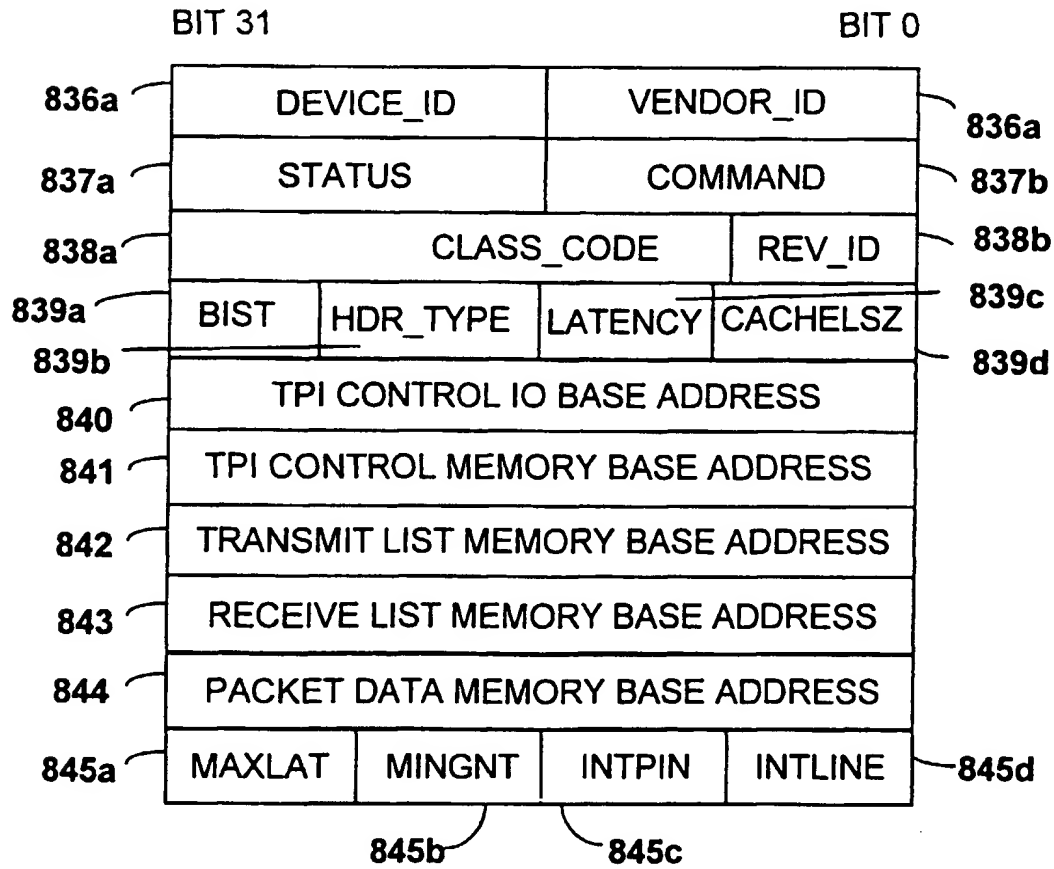 BIT 31 BIT 0
836a DEVICE_ID VENDOR_ID 836a
837a STATUS COMMAND 837b
838a CLASS_CODE REV_ID 838b
839a BIST HDR_TYPE LATENCY CACHELSZ 839c
839b 839d
840 TPI CONTROL IO BASE ADDRESS
841 TPI CONTROL MEMORY BASE ADDRESS
842 TRANSMIT LIST MEMORY BASE ADDRESS
843 RECEIVE LIST MEMORY BASE ADDRESS
844 PACKET DATA MEMORY BASE ADDRESS
845a MAXLAT MINGNT INTPIN INTLINE 845d
845b 845c